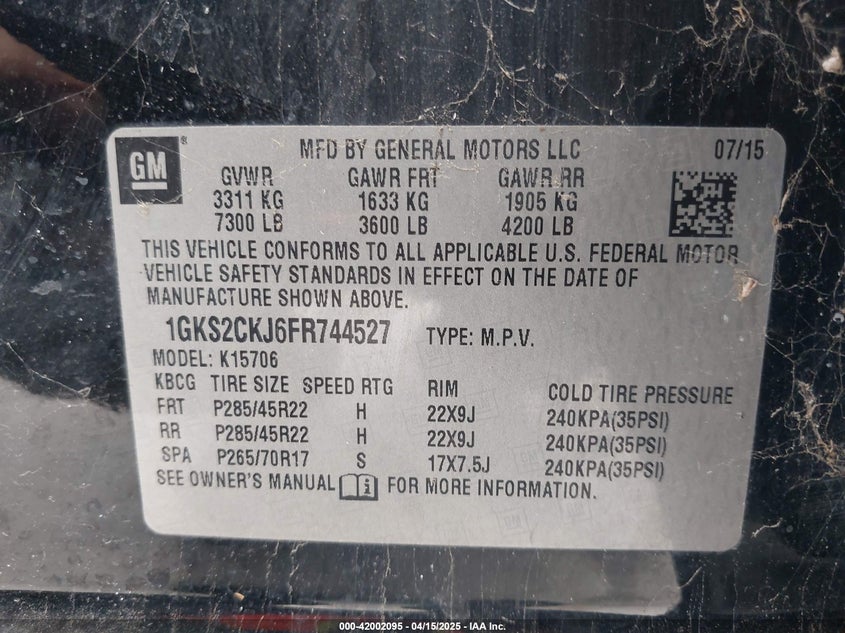 GM ® MFD BY GENERAL MOTORS LLC 07/15
GVWR GAWR FRT GAWR RR
3311 KG 1633 KG 1905 KG
7300 LB 3600 LB 4200 LB
THIS VEHICLE CONFORMS TO ALL APPLICABLE U.S. FEDERAL MOTOR
VEHICLE SAFETY STANDARDS IN EFFECT ON THE DATE OF
MANUFACTURE SHOWN ABOVE.
1GKS2CKJ6FR744527 TYPE: M.P.V.
MODEL: K15706
KBCG TIRE SIZE SPEED RTG RIM COLD TIRE PRESSURE
FRT P285/45R22 H 22X9J 240KPA(35PSI)
RR P285/45R22 H 22X9J 240KPA(35PSI)
SPA P265/70R17 S 17X7.5J 240KPA(35PSI)
SEE OWNER'S MANUAL i FOR MORE INFORMATION.
000-42002095 - 04/15/2025 - IAA Inc.